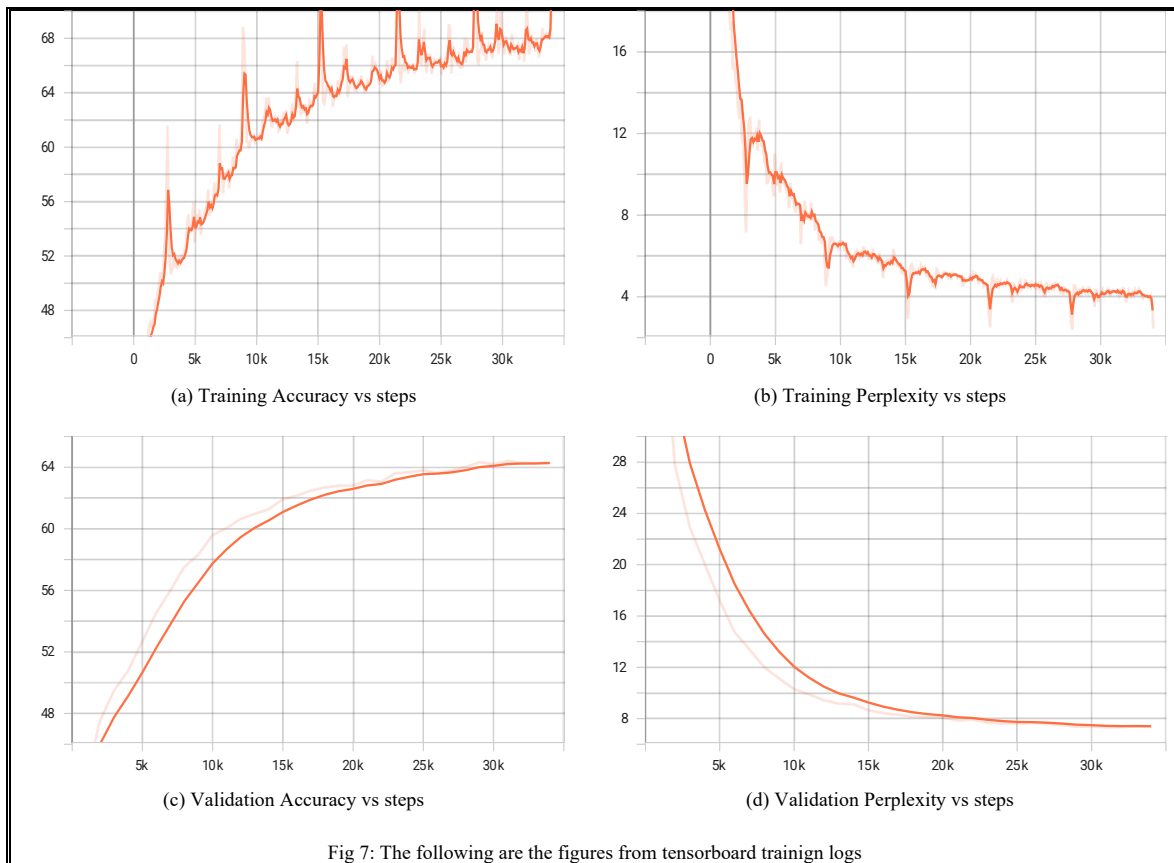 68
64
60
56
52
48
0 5k 10k 15k 20k 25k 30k
(a) Training Accuracy vs steps
16
12
8
4
0 5k 10k 15k 20k 25k 30k
(b) Training Perplexity vs steps
64
60
56
52
48
5k 10k 15k 20k 25k 30k
(c) Validation Accuracy vs steps
28
24
20
16
12
8
5k 10k 15k 20k 25k 30k
(d) Validation Perplexity vs steps
Fig 7: The following are the figures from tensorboard trainign logs